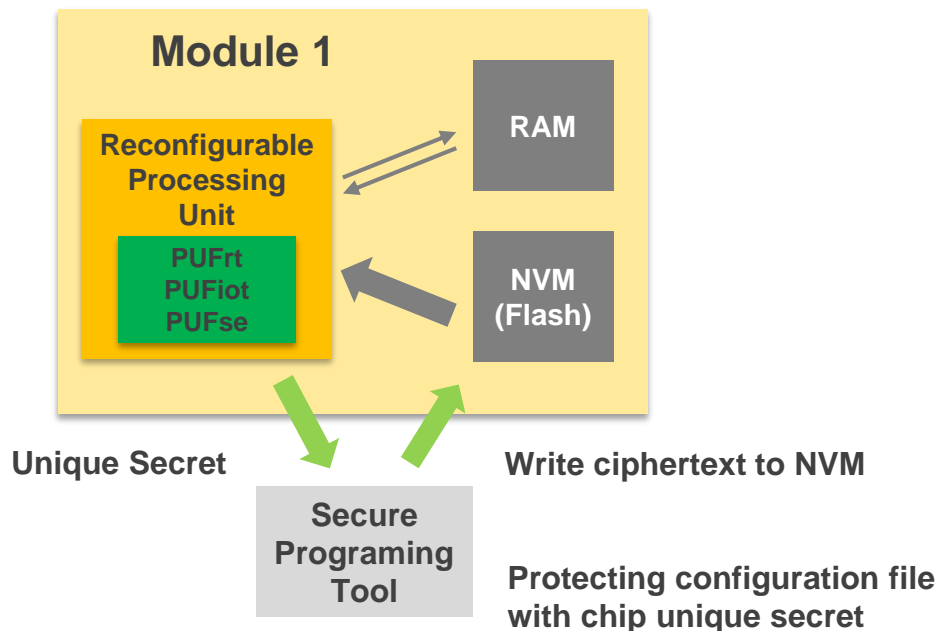 Module 1
Reconfigurable
Processing
Unit
PUFrt
PUFiot
PUFse
RAM
NVM
(Flash)
Unique Secret
Write ciphertext to NVM
Secure
Programing
Tool
Protecting configuration file
with chip unique secret